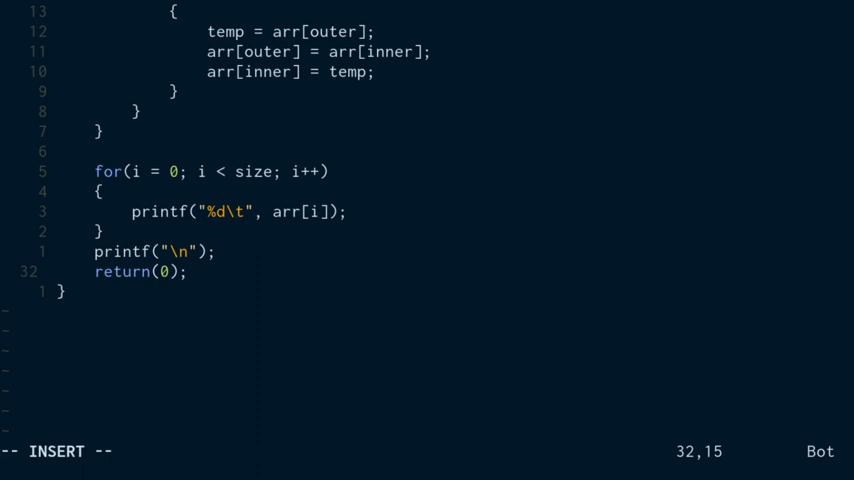 13 {
12 temp = arr[outer];
11 arr[outer] = arr[inner];
10 arr[inner] = temp;
9 }
8 }
7 }
6
5 for(i = 0; i < size; i++)
4 {
3 printf("%d\t", arr[i]);
2 }
1 printf("\n");
32 return(0);
1 }
~
~
~
~
~
~
~
-- INSERT -- 32,15 Bot